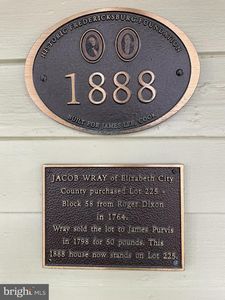 HISTORIC FREDERICKSBURG FOUNDATION
1888
BUILT FOR JAMES LEE COOK
JACOB WRAY of Elizabeth City
County purchased Lot 225 -
Block 58 from Roger Dixon
in 1764.
Wray sold the lot to James Purvis
in 1798 for 50 pounds. This
1888 house now stands on Lot 225.
bright MLS